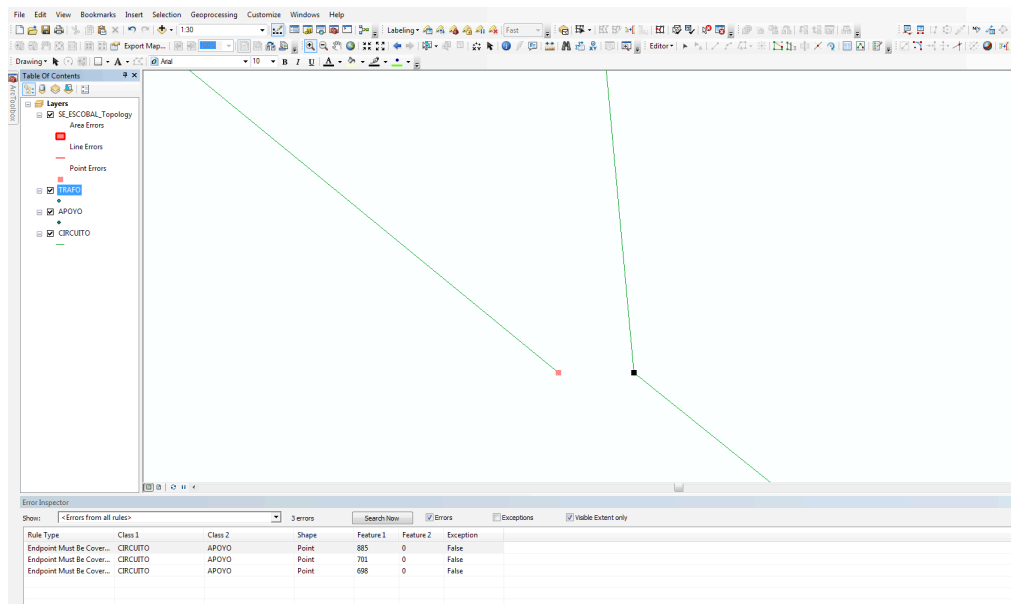 File Edit View Bookmarks Insert Selection Geoprocessing Customize Windows Help
1:30 Labeling Fast
Export Map... Editor
Drawing Arial 10 B I U A
Table Of Contents
ArcToolbox
Layers
SE_ESCOBAL_Topology
Area Errors
Line Errors
Point Errors
TRAFO
APOYO
CIRCUITO
Error Inspector
Show: <Errors from all rules> 3 errors Search Now Errors Exceptions Visible Extent only
Rule Type Class 1 Class 2 Shape Feature 1 Feature 2 Exception
Endpoint Must Be Cover... CIRCUITO APOYO Point 885 0 False
Endpoint Must Be Cover... CIRCUITO APOYO Point 701 0 False
Endpoint Must Be Cover... CIRCUITO APOYO Point 698 0 False